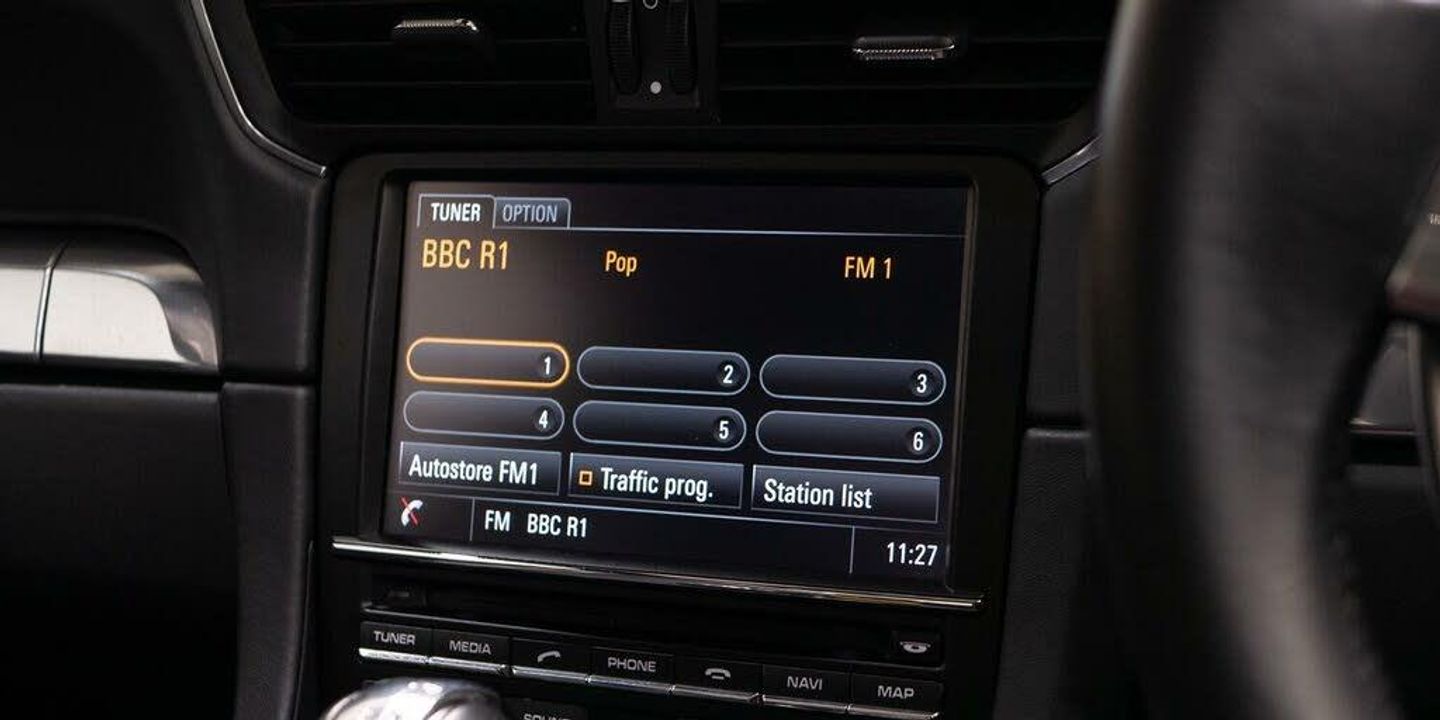 TUNER OPTION
BBC R1 Pop FM 1
1 2 3
4 5 6
Autostore FM1 Traffic prog. Station list
FM BBC R1 11:27
TUNER MEDIA PHONE NAVI MAP
SOUND